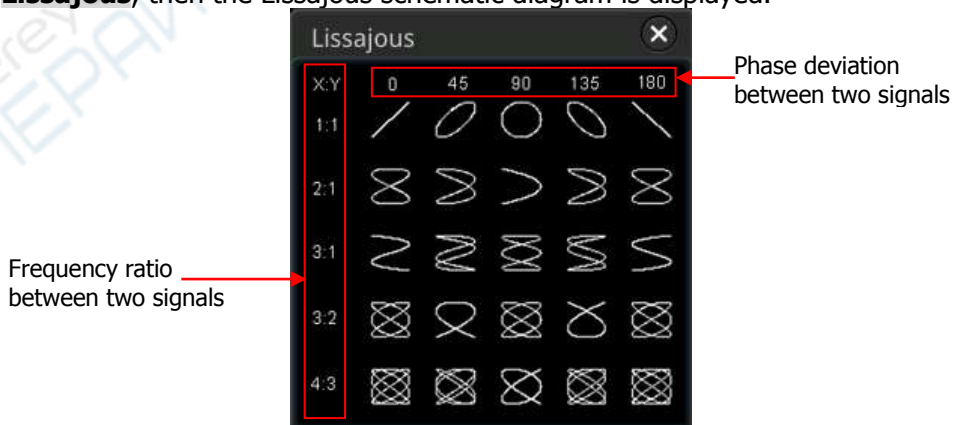 Lissajous, then the Lissajous schematic diagram is displayed.
Lissajous
X:Y 0 45 90 135 180
Phase deviation
between two signals
1:1
2:1
3:1
Frequency ratio
between two signals
3:2
4:3